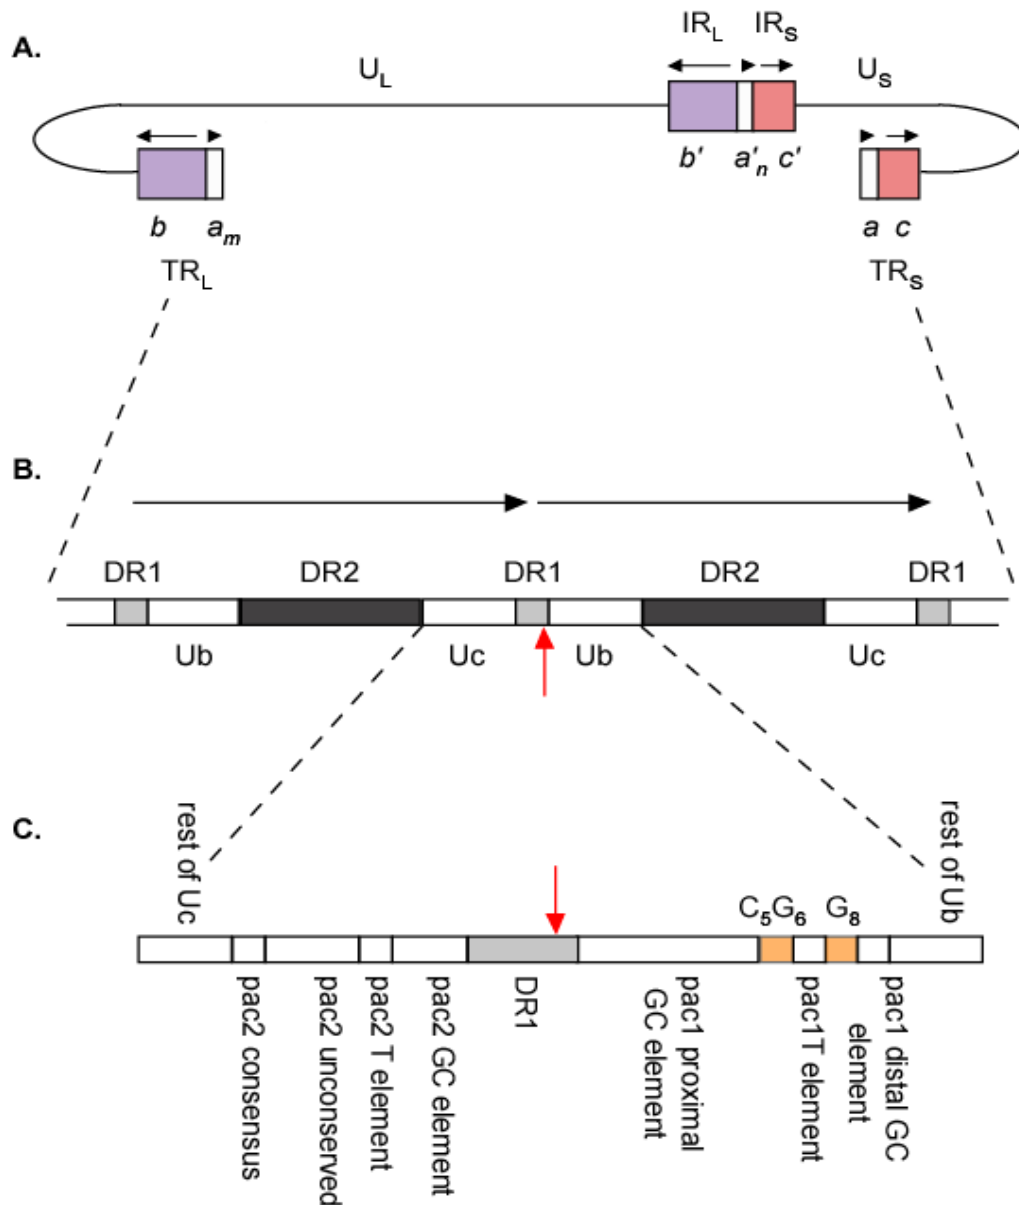 A.
IRL IRS
UL US
b' a'n c'
b am
a c
TRL
TRS
B.
DR1 DR2 DR1 DR2 DR1
Ub Uc Ub Uc
C.
rest of Uc
rest of Ub
C5G6 G8
pac2 consensus
pac2 unconserved
pac2 T element
pac2 GC element
DR1
pac1 proximal
GC element
pac1T element
pac1 distal GC
element